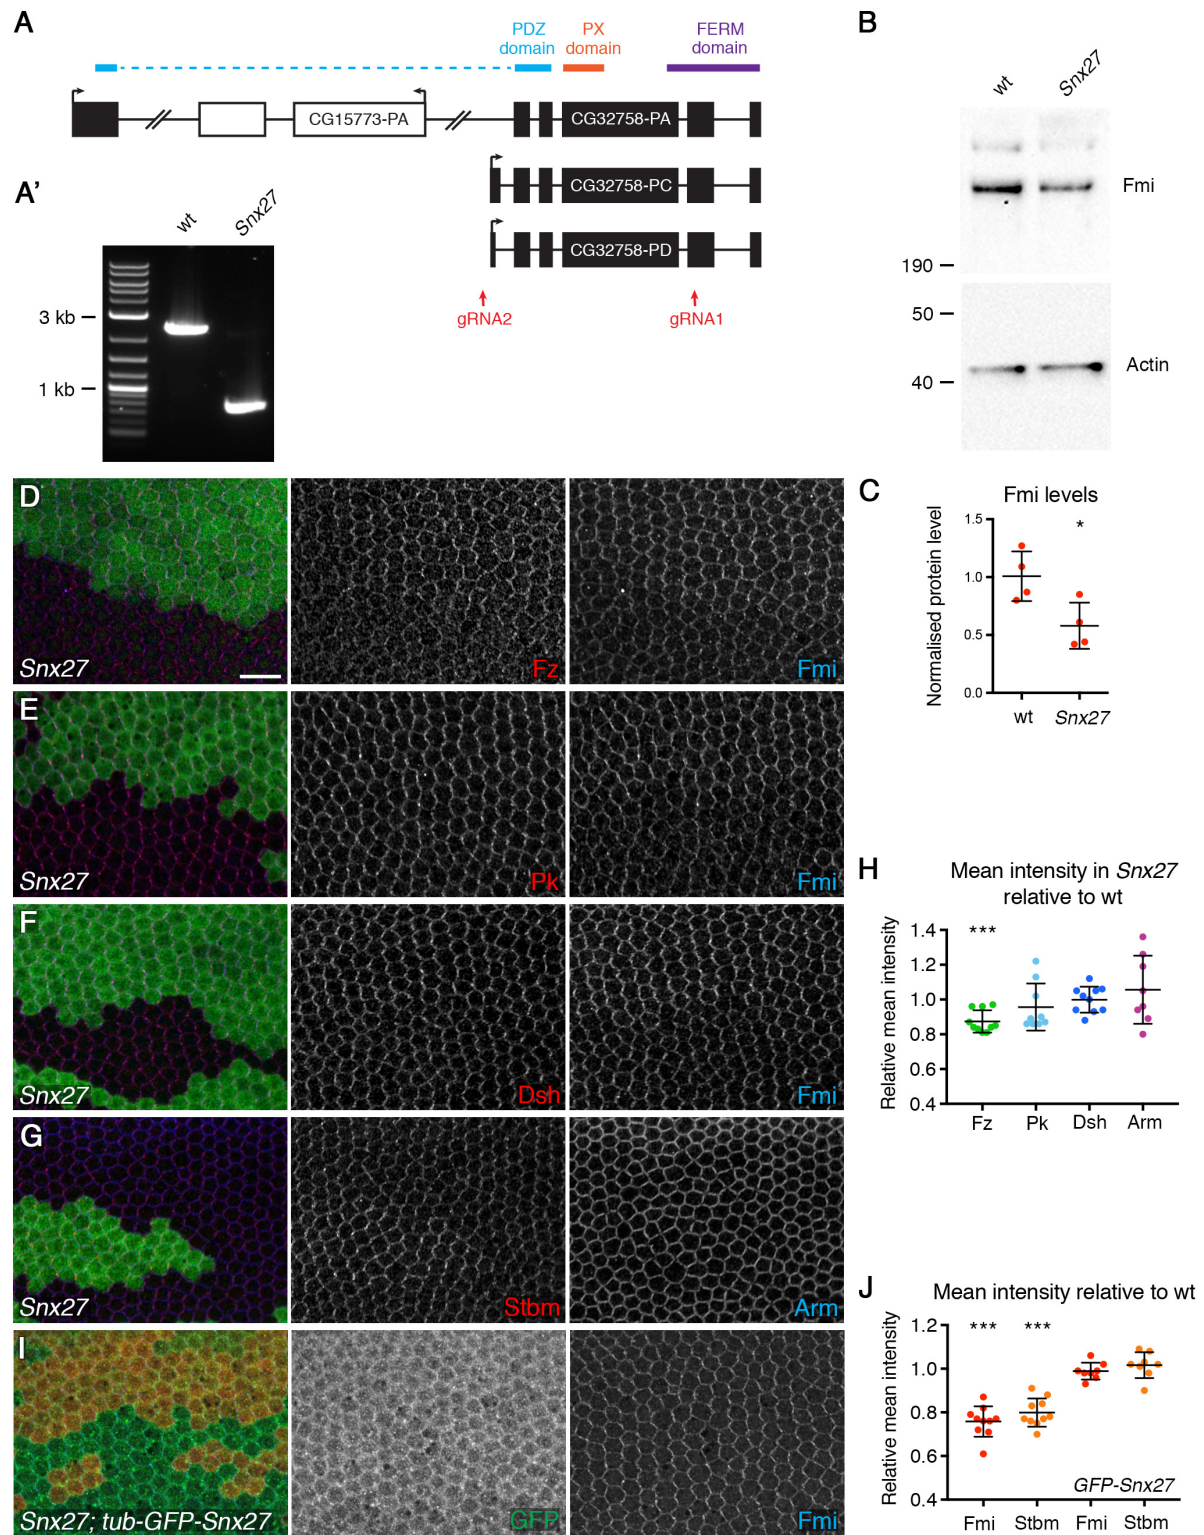 A
PDZ domain
PX domain
FERM domain
CG15773-PA
CG32758-PA
CG32758-PC
CG32758-PD
gRNA2
gRNA1
A'
wt
Snx27
3 kb
1 kb
B
wt
Snx27
Fmi
190
50
Actin
40
C
Fmi levels
Normalised protein level
1.5
*
1.0
0.5
0.0
wt
Snx27
D
Snx27
Fz
Fmi
E
Snx27
Pk
Fmi
F
Snx27
Dsh
Fmi
G
Snx27
Stbm
Arm
H
Mean intensity in Snx27
relative to wt
Relative mean intensity
1.4
***
1.2
1.0
0.8
0.6
0.4
Fz
Pk
Dsh
Arm
I
Snx27; tub-GFP-Snx27
GFP
Fmi
J
Mean intensity relative to wt
Relative mean intensity
1.2
***
***
1.0
0.8
0.6
0.4
GFP-Snx27
Fmi
Stbm
Fmi
Stbm